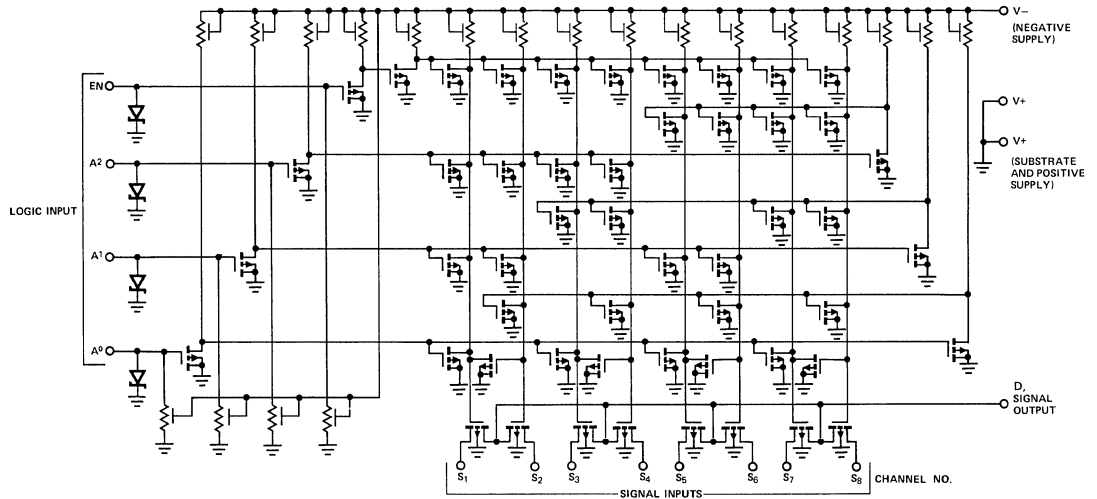 V–
(NEGATIVE
SUPPLY)
EN
V+
V+
(SUBSTRATE
AND POSITIVE
SUPPLY)
A²
LOGIC INPUT
A¹
A⁰
D,
SIGNAL
OUTPUT
S₁ S₂ S₃ S₄ S₅ S₆ S₇ S₈
CHANNEL NO.
SIGNAL INPUTS